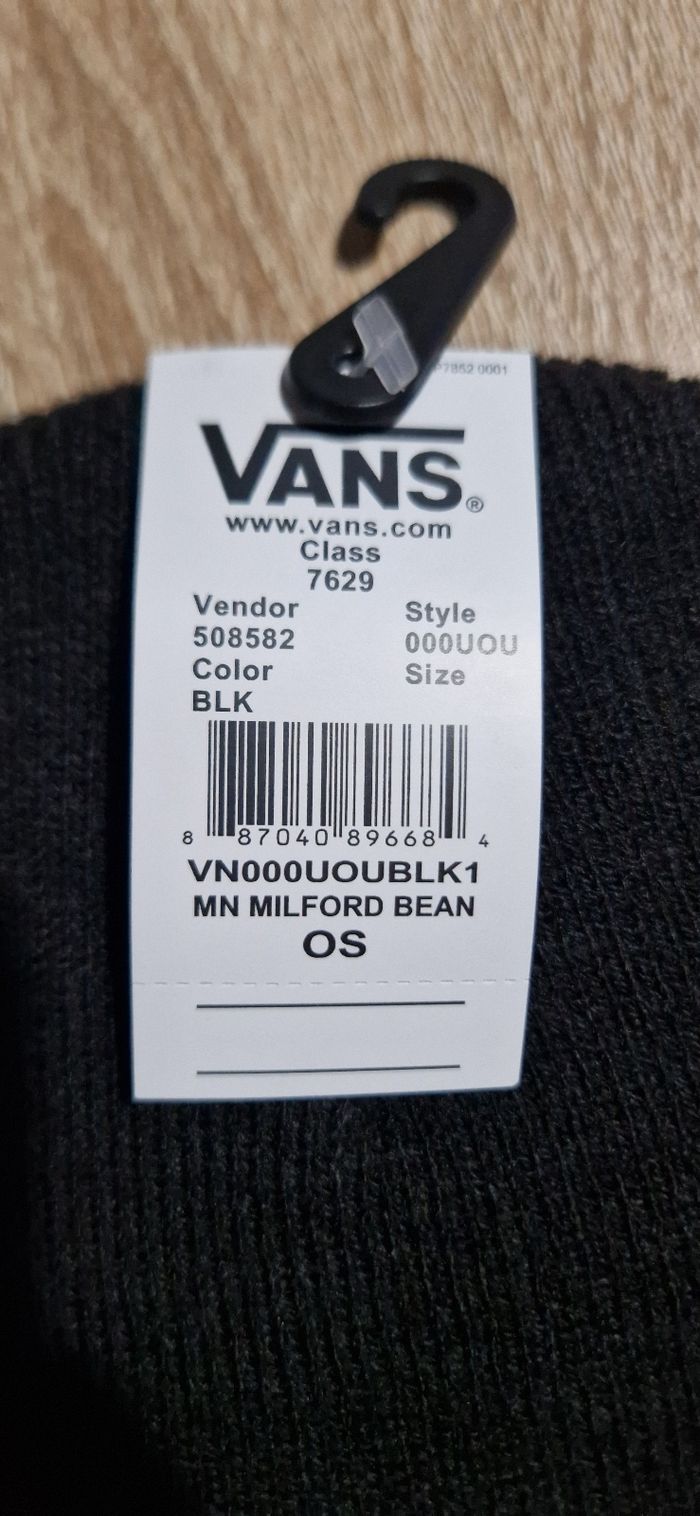 P7852 0001
VANS®
www.vans.com
Class
7629
Vendor Style
508582 000UOU
Color Size
BLK
8 87040 89668 4
VN000UOUBLK1
MN MILFORD BEAN
OS